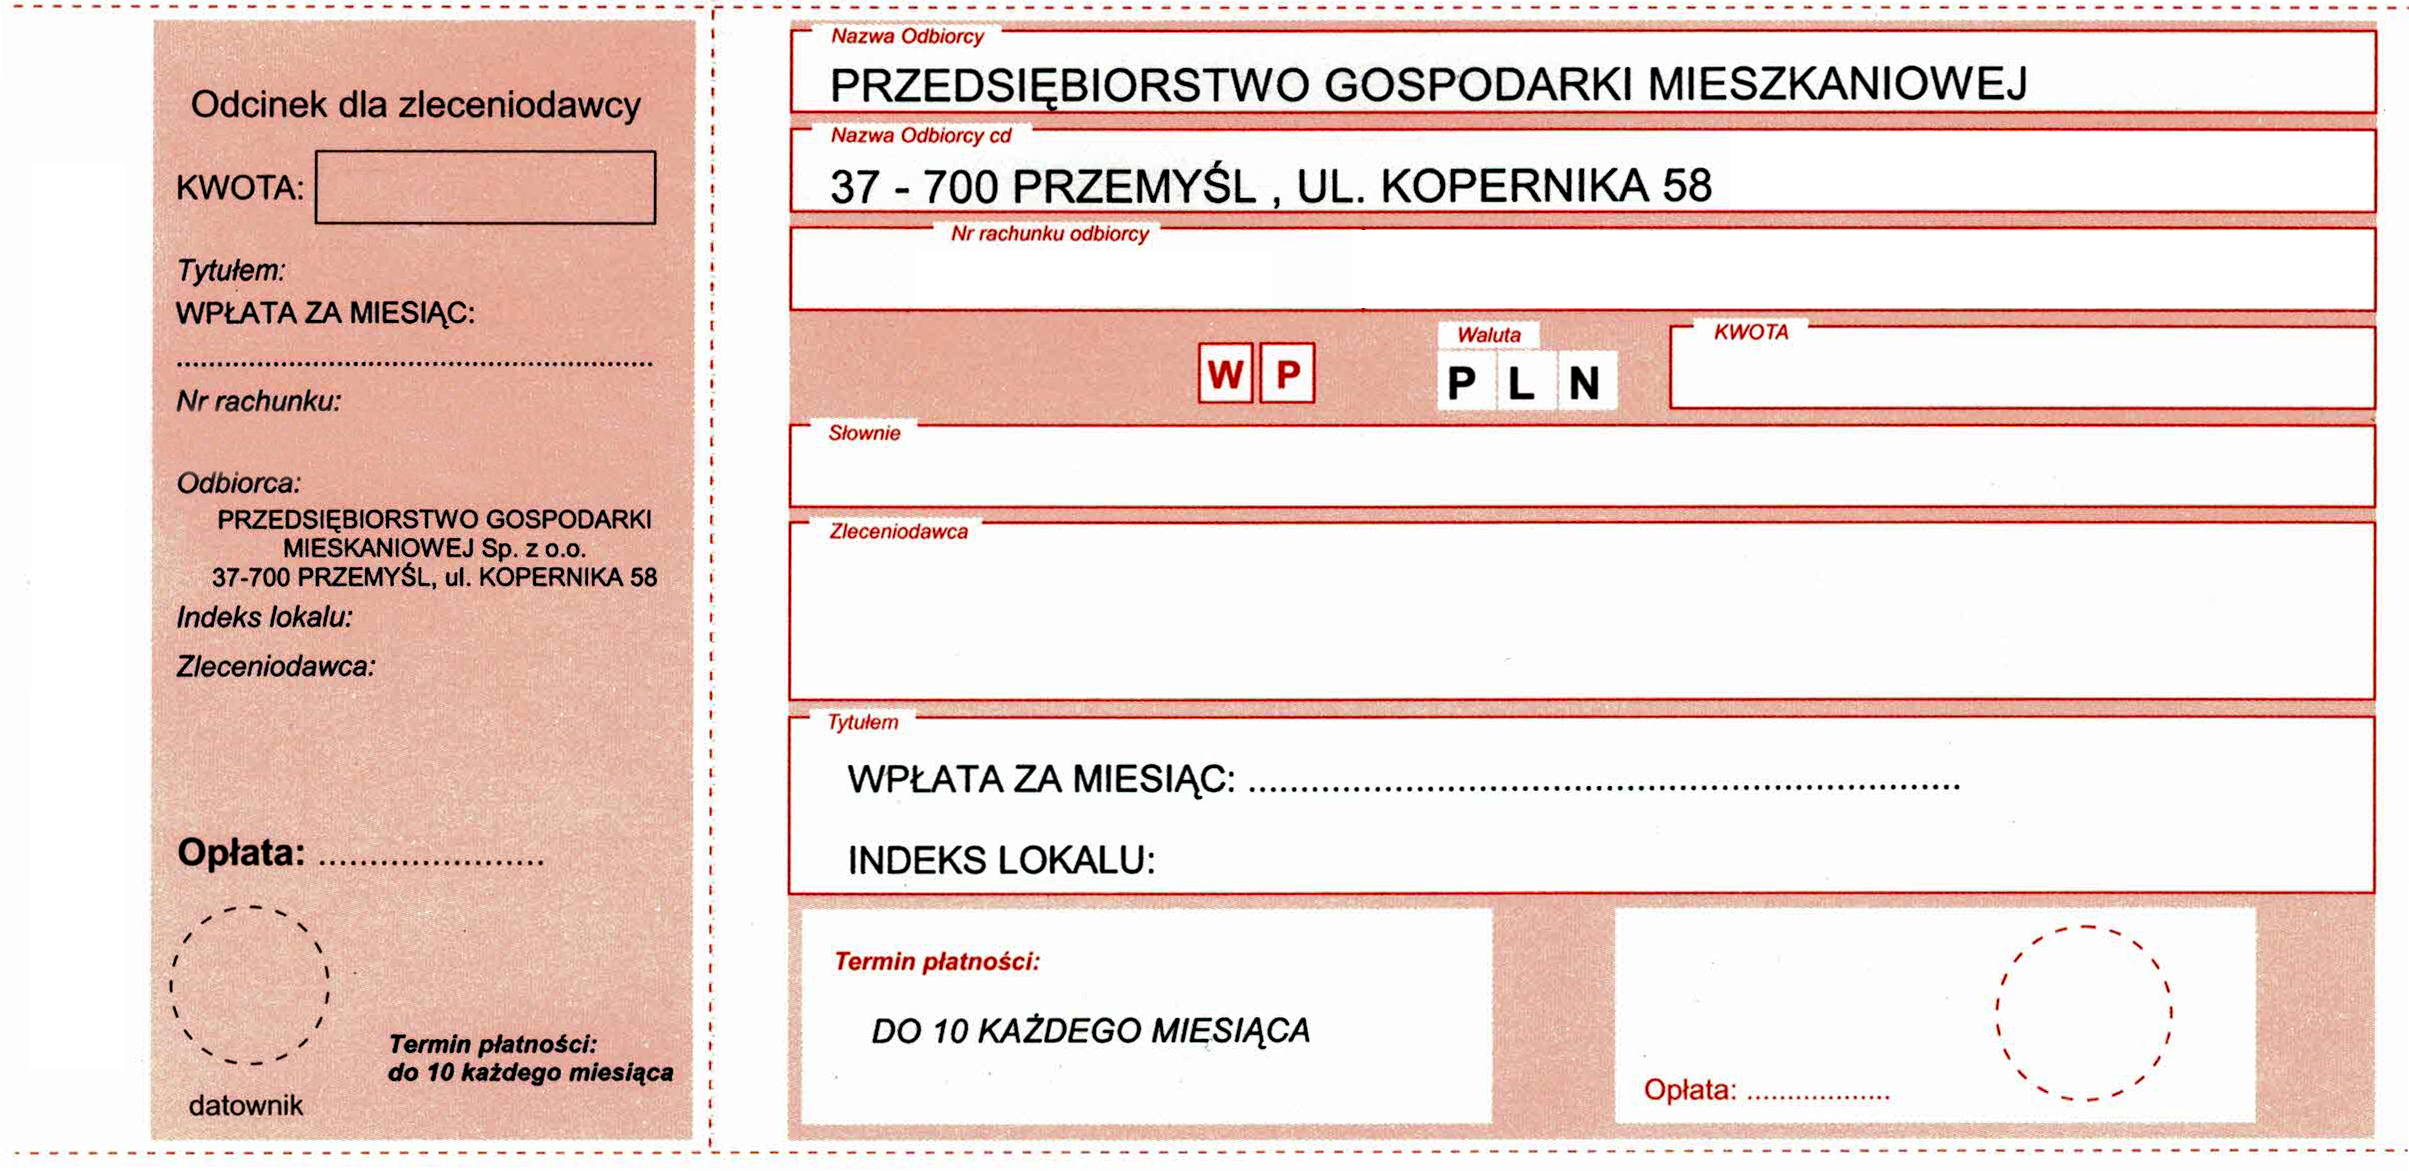 Odcinek dla zleceniodawcy
KWOTA:
Tytułem:
WPŁATA ZA MIESIĄC:
............................................................
Nr rachunku:
Odbiorca:
PRZEDSIĘBIORSTWO GOSPODARKI
MIESKANIOWEJ Sp. z o.o.
37-700 PRZEMYŚL, ul. KOPERNIKA 58
Indeks lokalu:
Zleceniodawca:
Opłata: ......................
datownik
Termin płatności:
do 10 każdego miesiąca
Nazwa Odbiorcy
PRZEDSIĘBIORSTWO GOSPODARKI MIESZKANIOWEJ
Nazwa Odbiorcy cd
37 - 700 PRZEMYŚL , UL. KOPERNIKA 58
Nr rachunku odbiorcy
W P
Waluta
P L N
KWOTA
Słownie
Zleceniodawca
Tytułem
WPŁATA ZA MIESIĄC: ......................................................................
INDEKS LOKALU:
Termin płatności:
DO 10 KAŻDEGO MIESIĄCA
Opłata: ..................